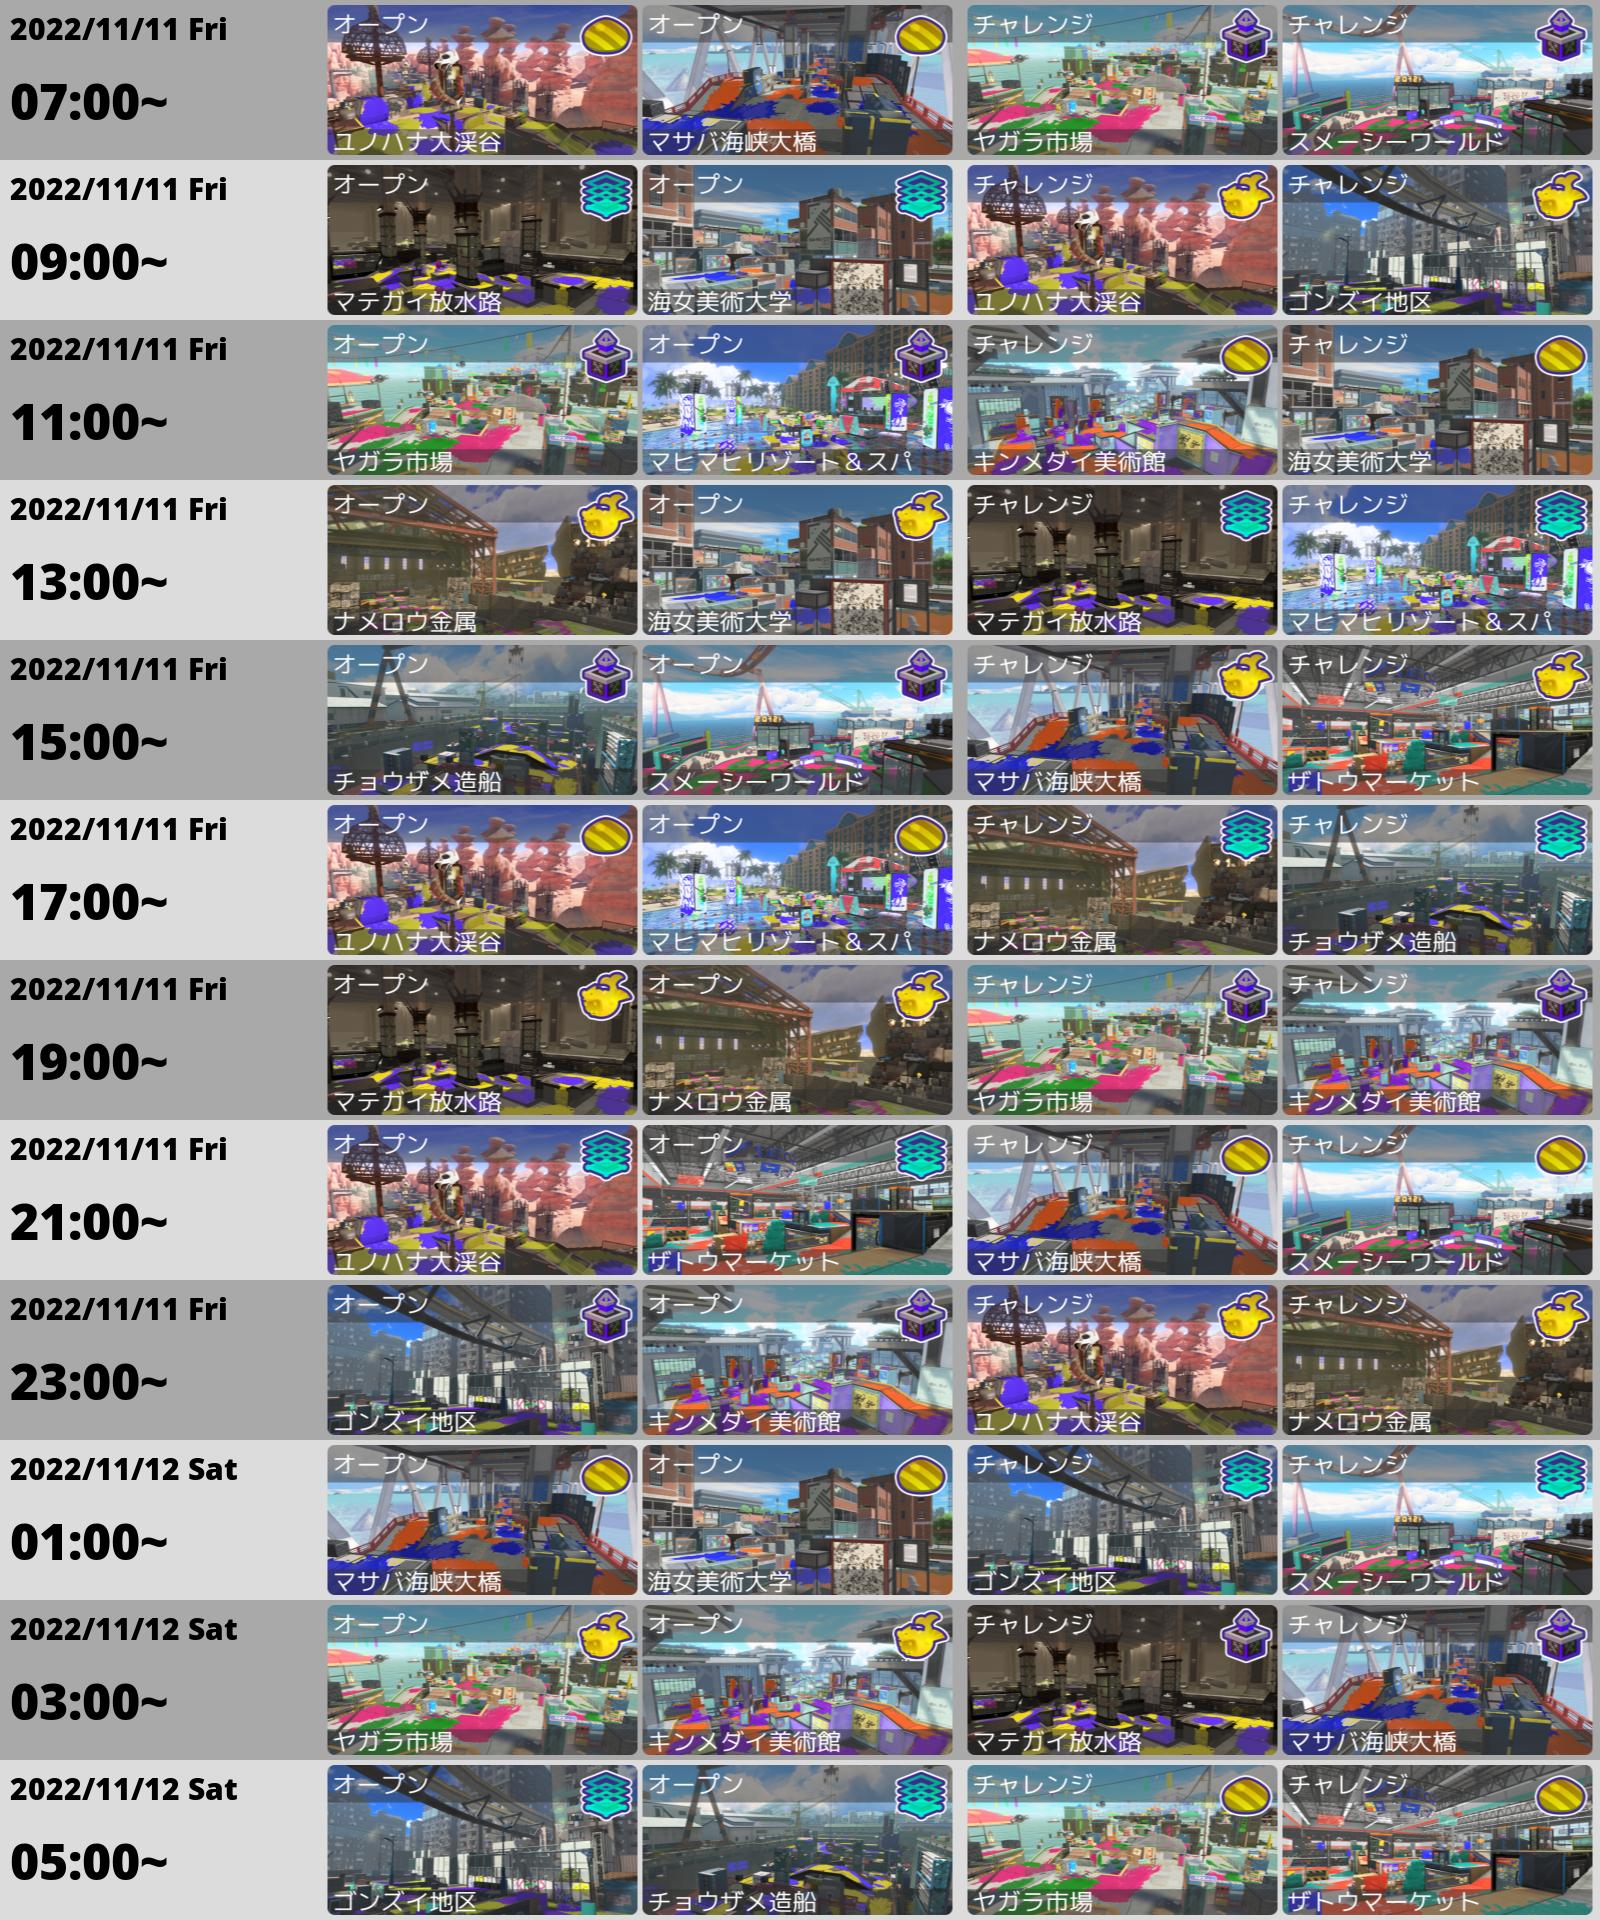 2022/11/11 Fri
07:00~
オープン
ユノハナ大渓谷
オープン
マサバ海峡大橋
チャレンジ
ヤガラ市場
チャレンジ
スメーシーワールド
2022/11/11 Fri
09:00~
オープン
マテガイ放水路
オープン
海女美術大学
チャレンジ
ユノハナ大渓谷
チャレンジ
ゴンズイ地区
2022/11/11 Fri
11:00~
オープン
ヤガラ市場
オープン
マヒマヒリゾート＆スパ
チャレンジ
キンメダイ美術館
チャレンジ
海女美術大学
2022/11/11 Fri
13:00~
オープン
ナメロウ金属
オープン
海女美術大学
チャレンジ
マテガイ放水路
チャレンジ
マヒマヒリゾート＆スパ
2022/11/11 Fri
15:00~
オープン
チョウザメ造船
オープン
スメーシーワールド
チャレンジ
マサバ海峡大橋
チャレンジ
ザトウマーケット
2022/11/11 Fri
17:00~
オープン
ユノハナ大渓谷
オープン
マヒマヒリゾート＆スパ
チャレンジ
ナメロウ金属
チャレンジ
チョウザメ造船
2022/11/11 Fri
19:00~
オープン
マテガイ放水路
オープン
ナメロウ金属
チャレンジ
ヤガラ市場
チャレンジ
キンメダイ美術館
2022/11/11 Fri
21:00~
オープン
ユノハナ大渓谷
オープン
ザトウマーケット
チャレンジ
マサバ海峡大橋
チャレンジ
スメーシーワールド
2022/11/11 Fri
23:00~
オープン
ゴンズイ地区
オープン
キンメダイ美術館
チャレンジ
ユノハナ大渓谷
チャレンジ
ナメロウ金属
2022/11/12 Sat
01:00~
オープン
マサバ海峡大橋
オープン
海女美術大学
チャレンジ
ゴンズイ地区
チャレンジ
スメーシーワールド
2022/11/12 Sat
03:00~
オープン
ヤガラ市場
オープン
キンメダイ美術館
チャレンジ
マテガイ放水路
チャレンジ
マサバ海峡大橋
2022/11/12 Sat
05:00~
オープン
ゴンズイ地区
オープン
チョウザメ造船
チャレンジ
ヤガラ市場
チャレンジ
ザトウマーケット